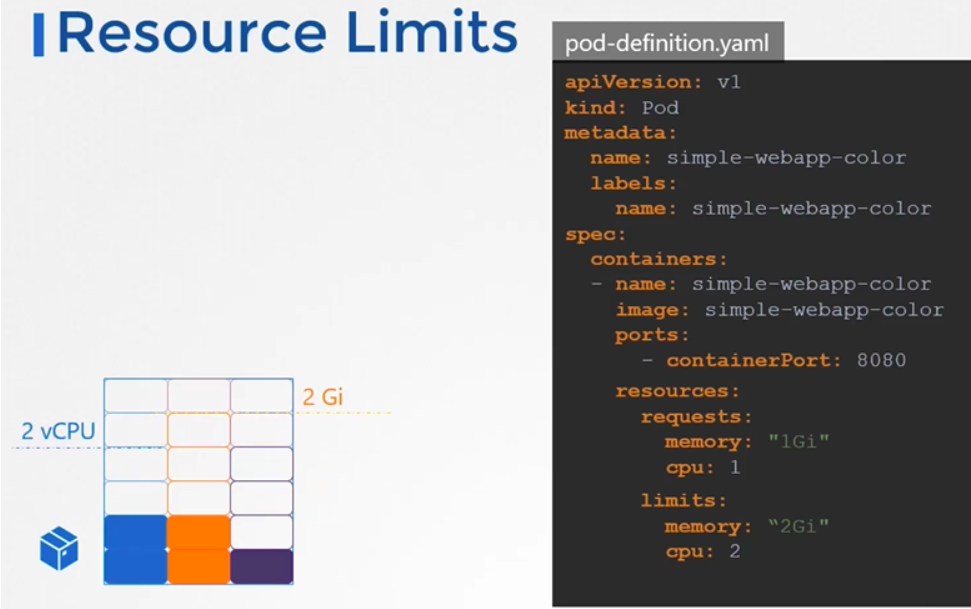 Resource Limits
2 Gi
2 vCPU
pod-definition.yaml
apiVersion: v1
kind: Pod
metadata:
  name: simple-webapp-color
  labels:
    name: simple-webapp-color
spec:
  containers:
  - name: simple-webapp-color
    image: simple-webapp-color
    ports:
      - containerPort: 8080
    resources:
      requests:
        memory: "1Gi"
        cpu: 1
      limits:
        memory: “2Gi"
        cpu: 2